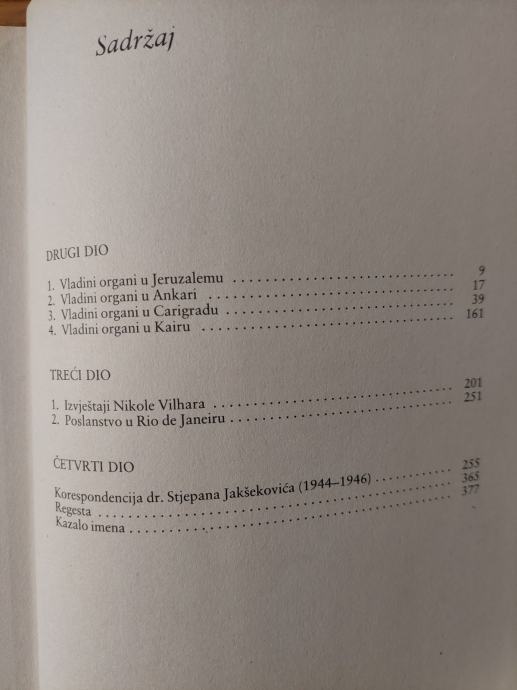 Sadržaj
DRUGI DIO
1. Vladini organi u Jeruzalemu . . . . . . . . . . . . . . . . . . . . . . . . . . . . . . 9
2. Vladini organi u Ankari . . . . . . . . . . . . . . . . . . . . . . . . . . . . . . . . . 17
3. Vladini organi u Carigradu . . . . . . . . . . . . . . . . . . . . . . . . . . . . . . . 39
4. Vladini organi u Kairu . . . . . . . . . . . . . . . . . . . . . . . . . . . . . . . . . . 161
TREĆI DIO
1. Izvještaji Nikole Vilhara . . . . . . . . . . . . . . . . . . . . . . . . . . . . . . . . 201
2. Poslanstvo u Rio de Janeiru . . . . . . . . . . . . . . . . . . . . . . . . . . . . . . 251
ČETVRTI DIO
Korespondencija dr. Stjepana Jakšekovića (1944–1946) . . . . . . . . . . 255
Regesta . . . . . . . . . . . . . . . . . . . . . . . . . . . . . . . . . . . . . . . . . . . . . . 365
Kazalo imena . . . . . . . . . . . . . . . . . . . . . . . . . . . . . . . . . . . . . . . . . . 377